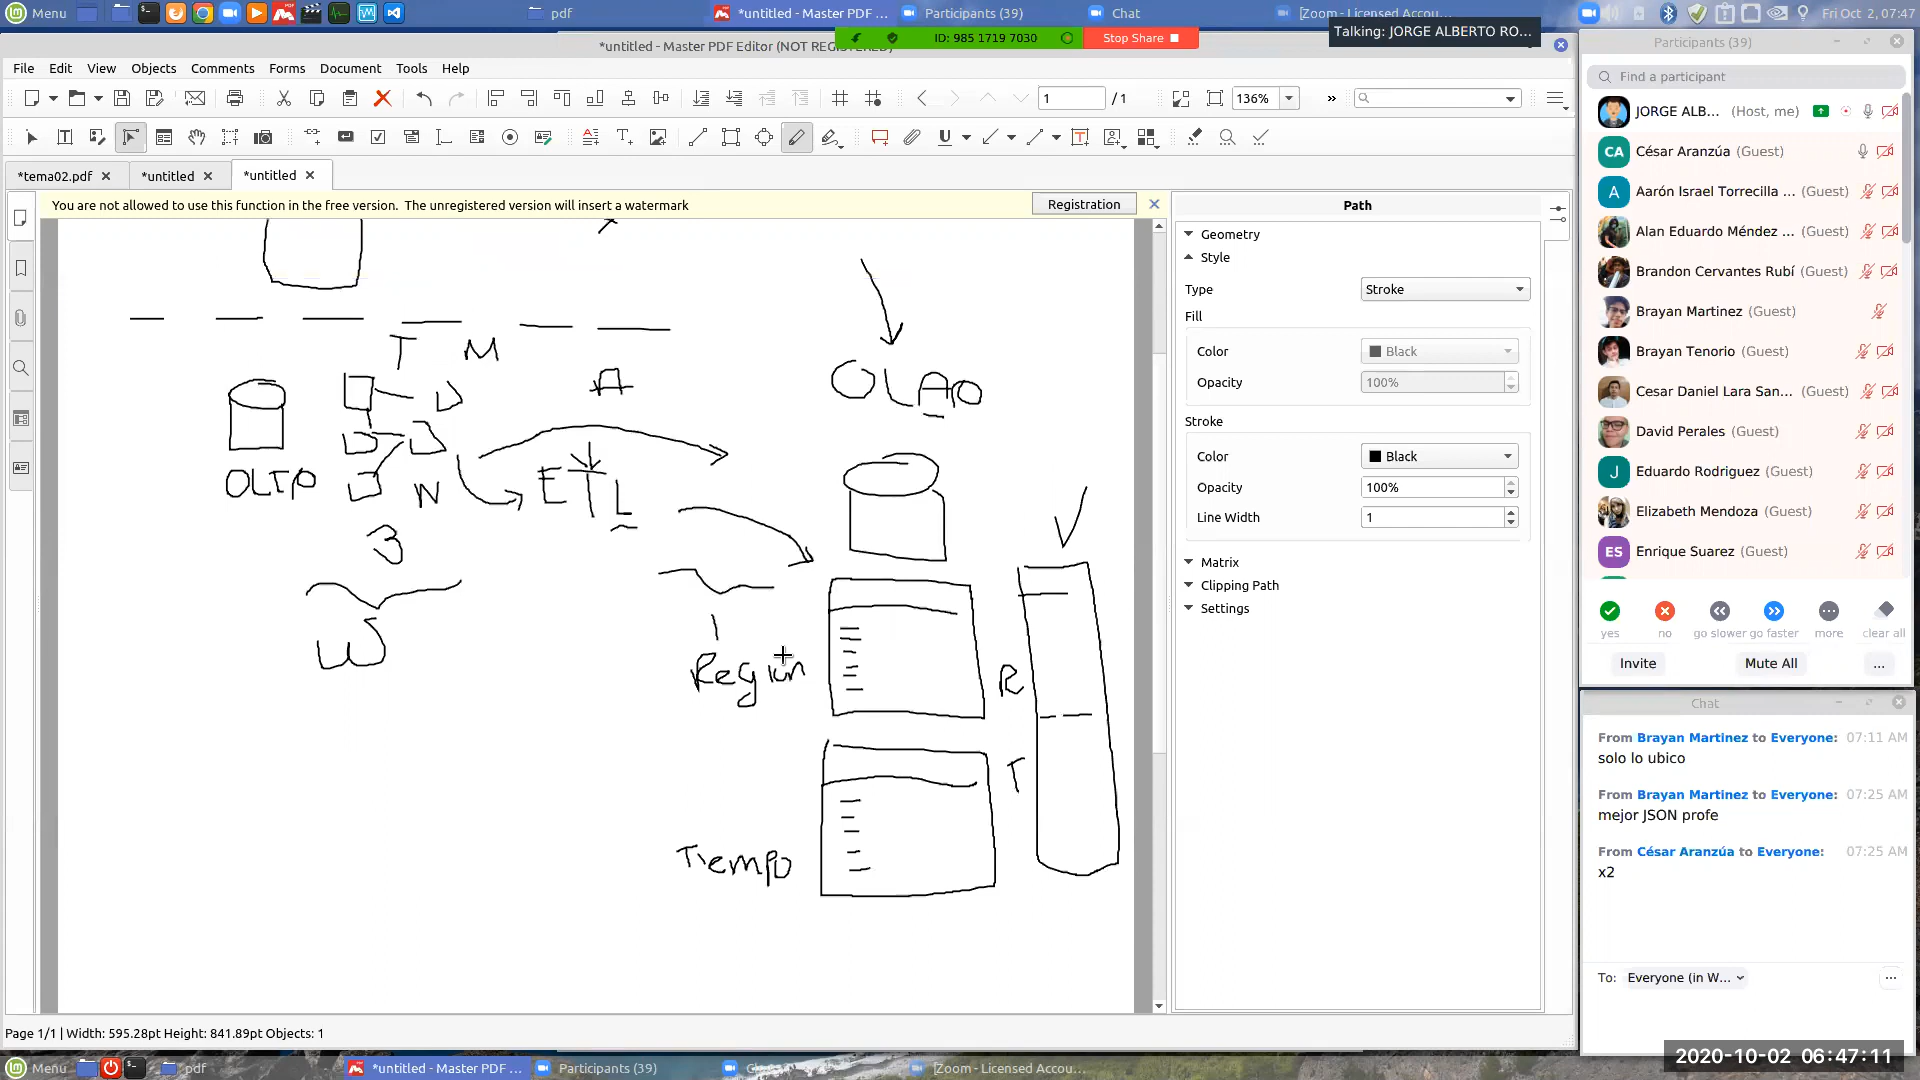 Menu
pdf
*untitled - Master PDF ...
Participants (39)
Chat
[Zoom - Licensed Accou...
Fri Oct 2, 07:47
*untitled - Master PDF Editor (NOT REGISTERED)
ID: 985 1719 7030
Stop Share
Talking: JORGE ALBERTO RO...
File Edit View Objects Comments Forms Document Tools Help
1 / 1
136%
*tema02.pdf
*untitled
*untitled
You are not allowed to use this function in the free version. The unregistered version will insert a watermark
Registration
T M
A
OLAP
D
OLTP
N
ETL
3
V
Region
R
T
Tiempo
Path
Geometry
Style
Type Stroke
Fill
Color Black
Opacity 100%
Stroke
Color Black
Opacity 100%
Line Width 1
Matrix
Clipping Path
Settings
Participants (39)
Find a participant
JORGE ALB... (Host, me)
CA César Aranzúa (Guest)
A Aarón Israel Torrecilla ... (Guest)
Alan Eduardo Méndez ... (Guest)
Brandon Cervantes Rubí (Guest)
Brayan Martinez (Guest)
Brayan Tenorio (Guest)
Cesar Daniel Lara San... (Guest)
David Perales (Guest)
J Eduardo Rodriguez (Guest)
Elizabeth Mendoza (Guest)
ES Enrique Suarez (Guest)
yes no go slower go faster more clear all
Invite
Mute All
...
Chat
From Brayan Martinez to Everyone: 07:11 AM
solo lo ubico
From Brayan Martinez to Everyone: 07:25 AM
mejor JSON profe
From César Aranzúa to Everyone: 07:25 AM
x2
To: Everyone (in W...
Page 1/1 | Width: 595.28pt Height: 841.89pt Objects: 1
Menu
pdf
*untitled - Master PDF ...
Participants (39)
[Zoom - Licensed Accou...
2020-10-02 06:47:11